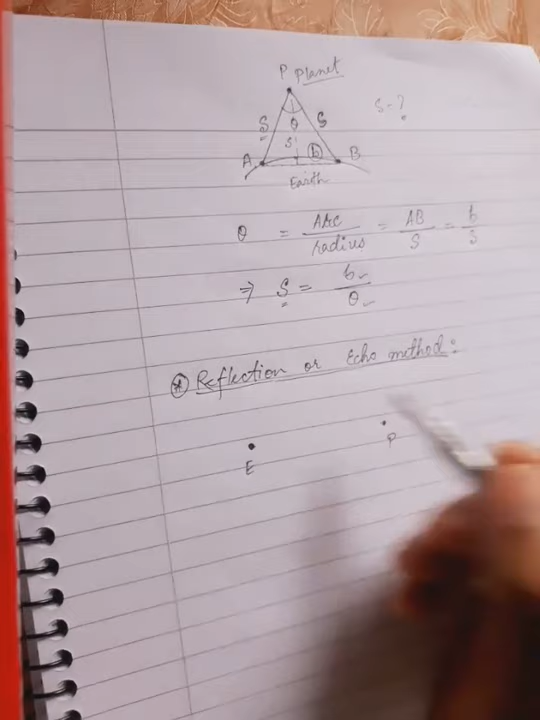 P Planet
S-?
S θ S
S
A b B
Earth
θ = Arc/radius = AB/S = b/S
⇒ S = b/θ
* Reflection or Echo method:
E P